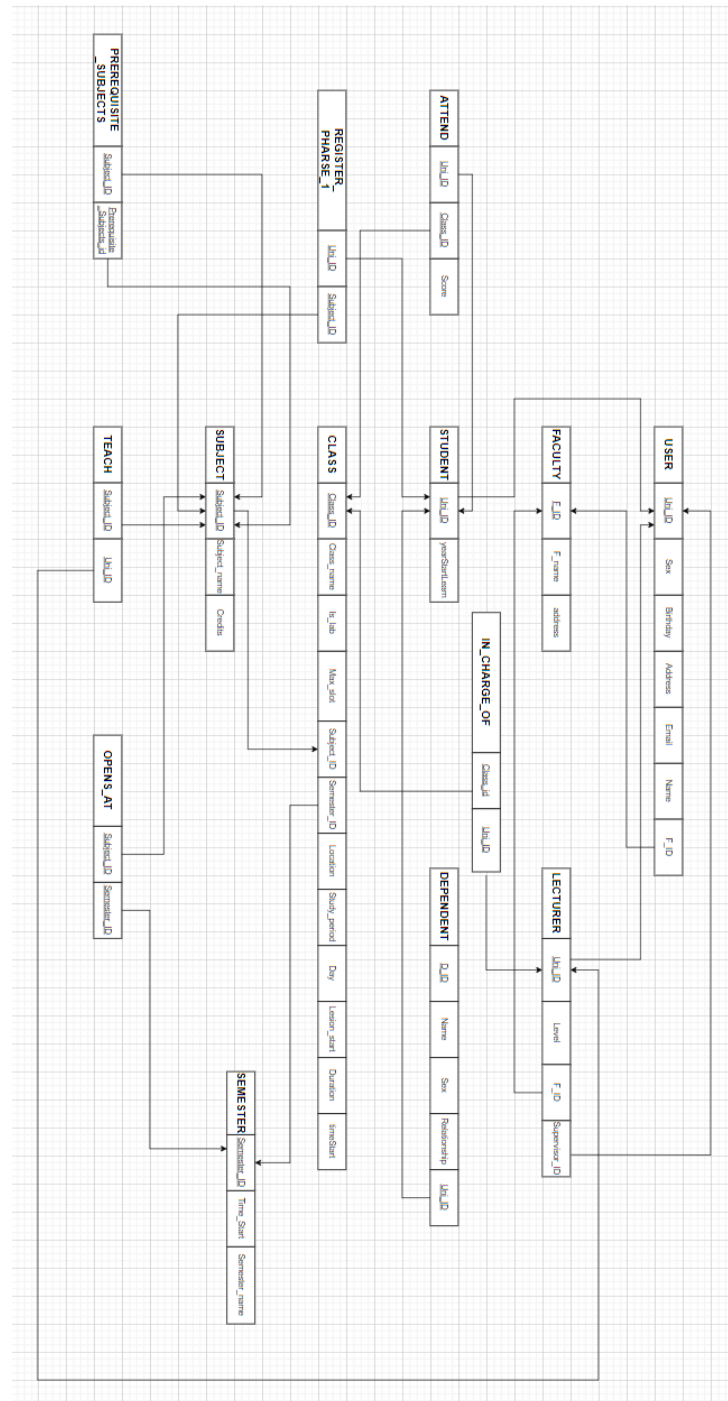 USER Uni_ID Sex Birthday Address Email Name F_ID
FACULTY F_ID F_name address
LECTURER Uni_ID Level F_ID Supervisor_ID
IN_CHARGE_OF Class_id Uni_ID
ATTEND Uni_ID Class_ID Score
STUDENT Uni_ID yearStartLearn
DEPENDENT D_ID Name Sex Relationship Uni_ID
REGISTER_
PHARSE_1
Uni_ID Subject_ID
CLASS Class_ID Class_name Is_lab Max_slot Subject_ID Semester_ID Location Study_period Day Lesion_start Duration timeStart
SUBJECT Subject_ID Subject_name Credits
SEMESTER Semester_ID Time_Start Semester_name
PREREQUISITE
_SUBJECTS
Subject_ID
Prerequisite
_Subjects_id
TEACH Subject_ID Uni_ID
OPENS_AT Subject_ID Semester_ID